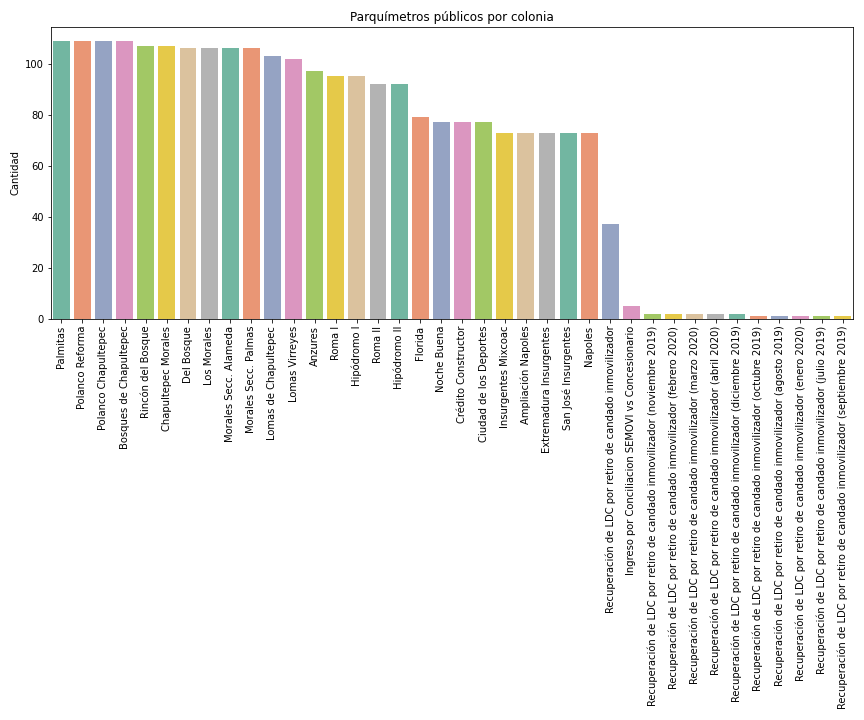 Parquímetros públicos por colonia
Cantidad
100
80
60
40
20
0
Palmitas
Polanco Reforma
Polanco Chapultepec
Bosques de Chapultepec
Rincón del Bosque
Chapultepec Morales
Del Bosque
Los Morales
Morales Secc. Alameda
Morales Secc. Palmas
Lomas de Chapultepec
Lomas Virreyes
Anzures
Roma I
Hipódromo I
Roma II
Hipódromo II
Florida
Noche Buena
Crédito Constructor
Ciudad de los Deportes
Insurgentes Mixcoac
Ampliación Napoles
Extremadura Insurgentes
San José Insurgentes
Napoles
Recuperación de LDC por retiro de candado inmovilizador
Ingreso por Conciliacion SEMOVI vs Concesionario
Recuperación de LDC por retiro de candado inmovilizador (noviembre 2019)
Recuperación de LDC por retiro de candado inmovilizador (febrero 2020)
Recuperación de LDC por retiro de candado inmovilizador (marzo 2020)
Recuperación de LDC por retiro de candado inmovilizador (abril 2020)
Recuperación de LDC por retiro de candado inmovilizador (diciembre 2019)
Recuperación de LDC por retiro de candado inmovilizador (octubre 2019)
Recuperación de LDC por retiro de candado inmovilizador (agosto 2019)
Recuperación de LDC por retiro de candado inmovilizador (enero 2020)
Recuperación de LDC por retiro de candado inmovilizador (julio 2019)
Recuperación de LDC por retiro de candado inmovilizador (septiembre 2019)